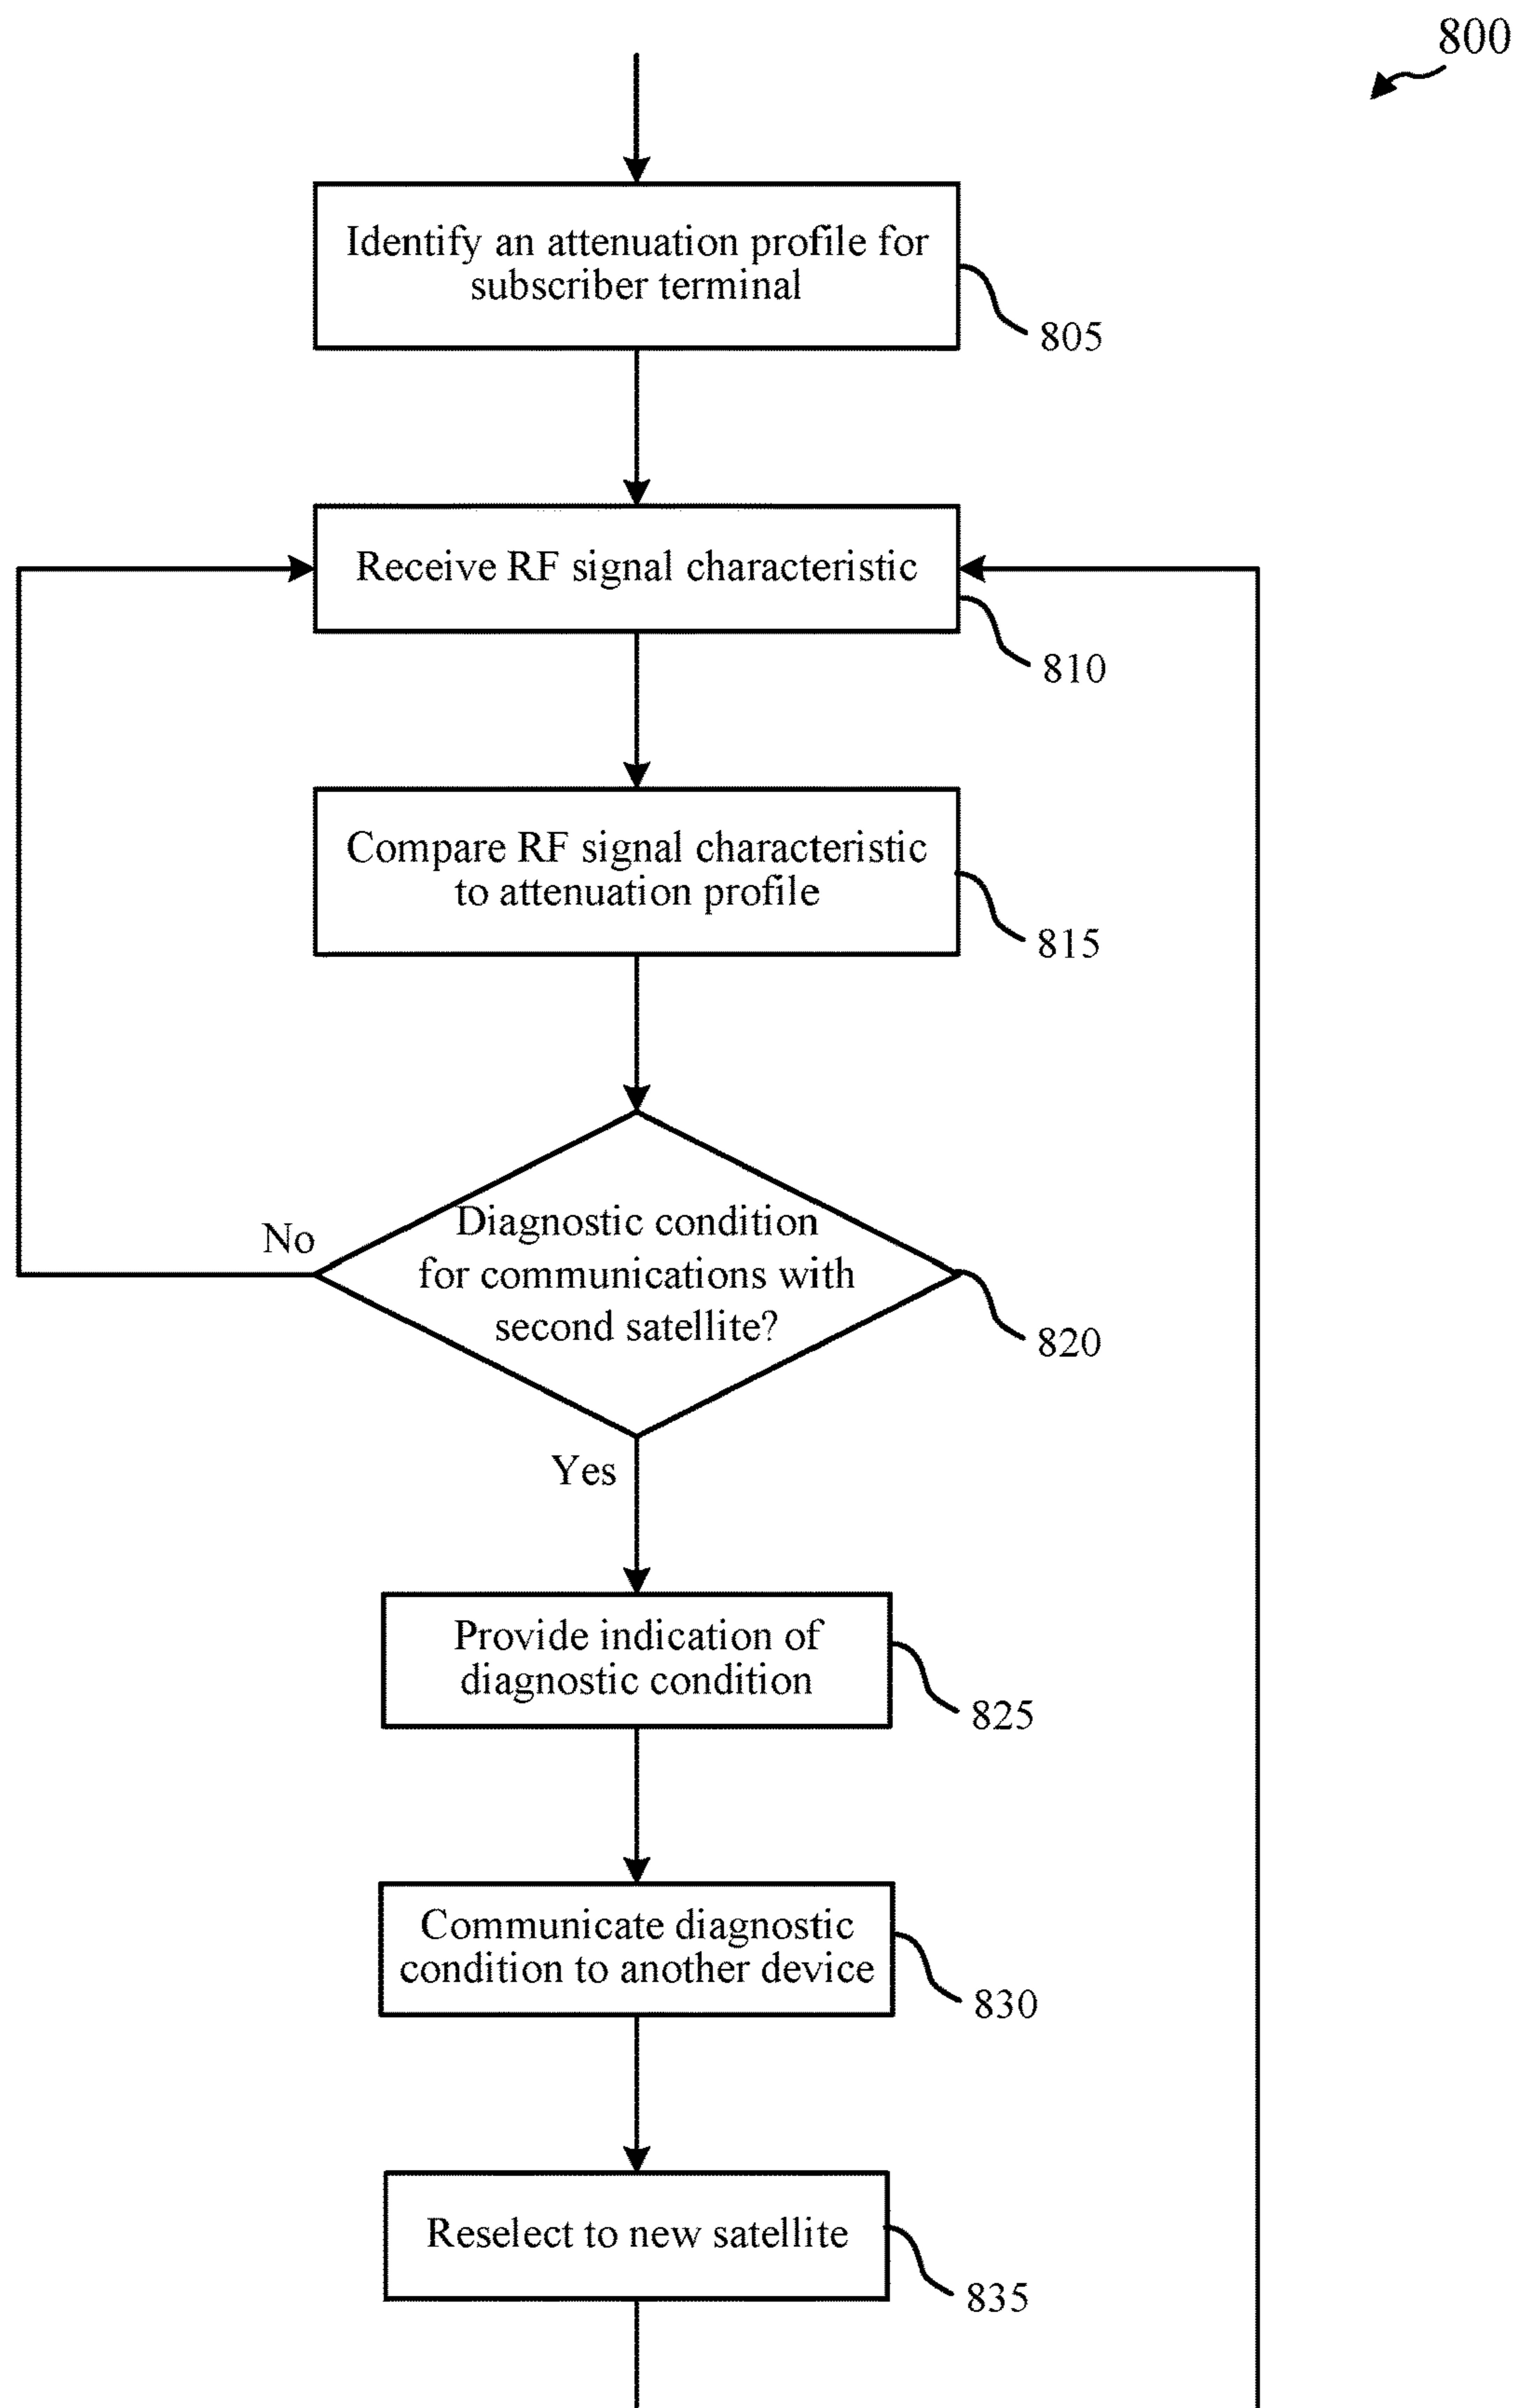 800
Identify an attenuation profile for
subscriber terminal
805
Receive RF signal characteristic
810
Compare RF signal characteristic
to attenuation profile
815
No
Diagnostic condition
for communications with
second satellite?
820
Yes
Provide indication of
diagnostic condition
825
Communicate diagnostic
condition to another device
830
Reselect to new satellite
835